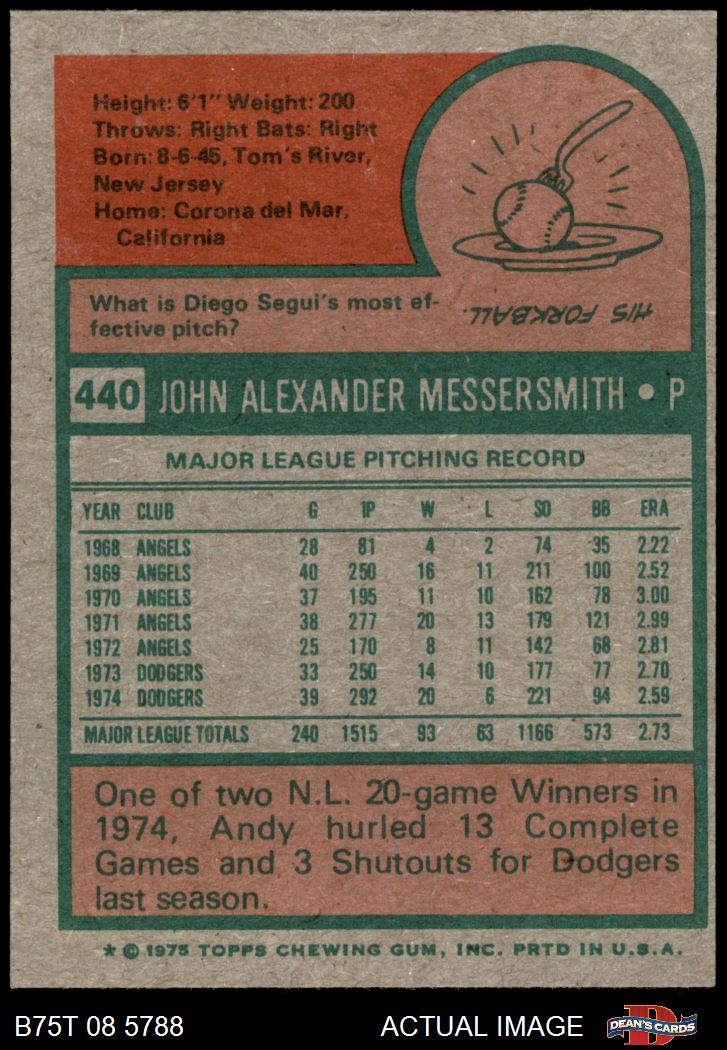 Height: 6'1" Weight: 200
Throws: Right Bats: Right
Born: 8-6-45, Tom's River,
New Jersey
Home: Corona del Mar,
California
What is Diego Segui's most ef-
fective pitch?
HIS FORKBALL.
440 JOHN ALEXANDER MESSERSMITH • P
MAJOR LEAGUE PITCHING RECORD
YEAR CLUB G IP W L SO BB ERA
1968 ANGELS 28 81 4 2 74 35 2.22
1969 ANGELS 40 250 16 11 211 100 2.52
1970 ANGELS 37 195 11 10 162 78 3.00
1971 ANGELS 38 277 20 13 179 121 2.99
1972 ANGELS 25 170 8 11 142 68 2.81
1973 DODGERS 33 250 14 10 177 77 2.70
1974 DODGERS 39 292 20 6 221 94 2.59
MAJOR LEAGUE TOTALS 240 1515 93 63 1166 573 2.73
One of two N.L. 20-game Winners in
1974, Andy hurled 13 Complete
Games and 3 Shutouts for Dodgers
last season.
* © 1975 TOPPS CHEWING GUM, INC. PRTD IN U.S.A.
B75T 08 5788 ACTUAL IMAGE D DEAN'S CARDS